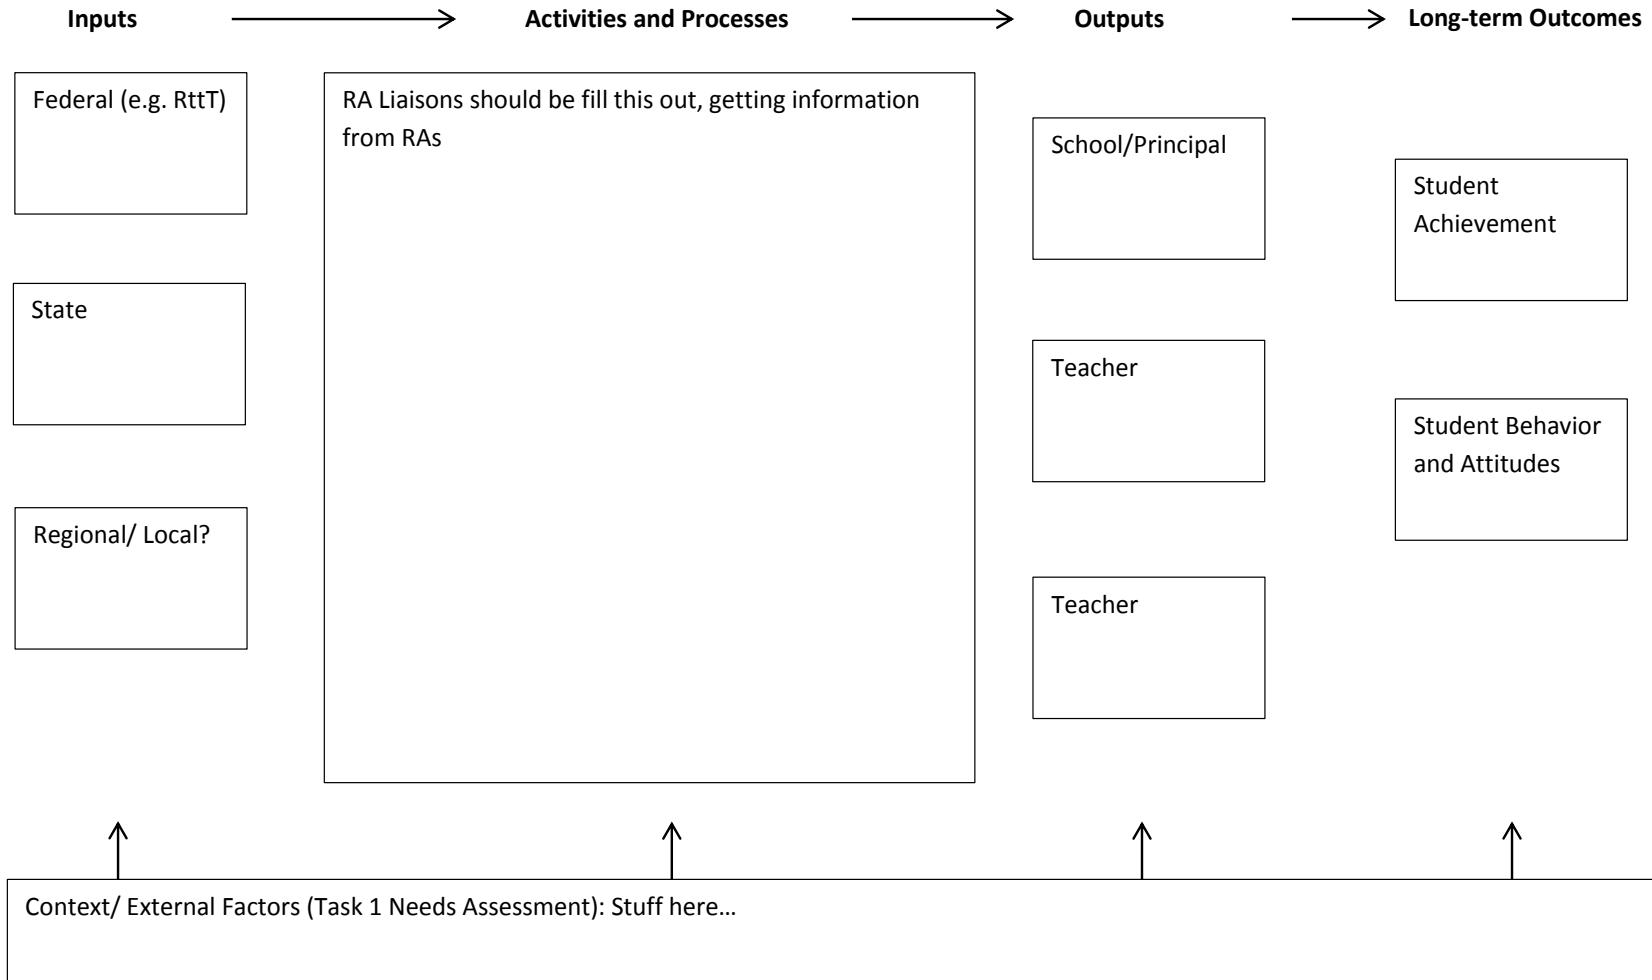 Inputs
Activities and Processes
Outputs
Long-term Outcomes
Federal (e.g. RttT)
State
Regional/ Local?
RA Liaisons should be fill this out, getting information
from RAs
School/Principal
Teacher
Teacher
Student
Achievement
Student Behavior
and Attitudes
Context/ External Factors (Task 1 Needs Assessment): Stuff here…